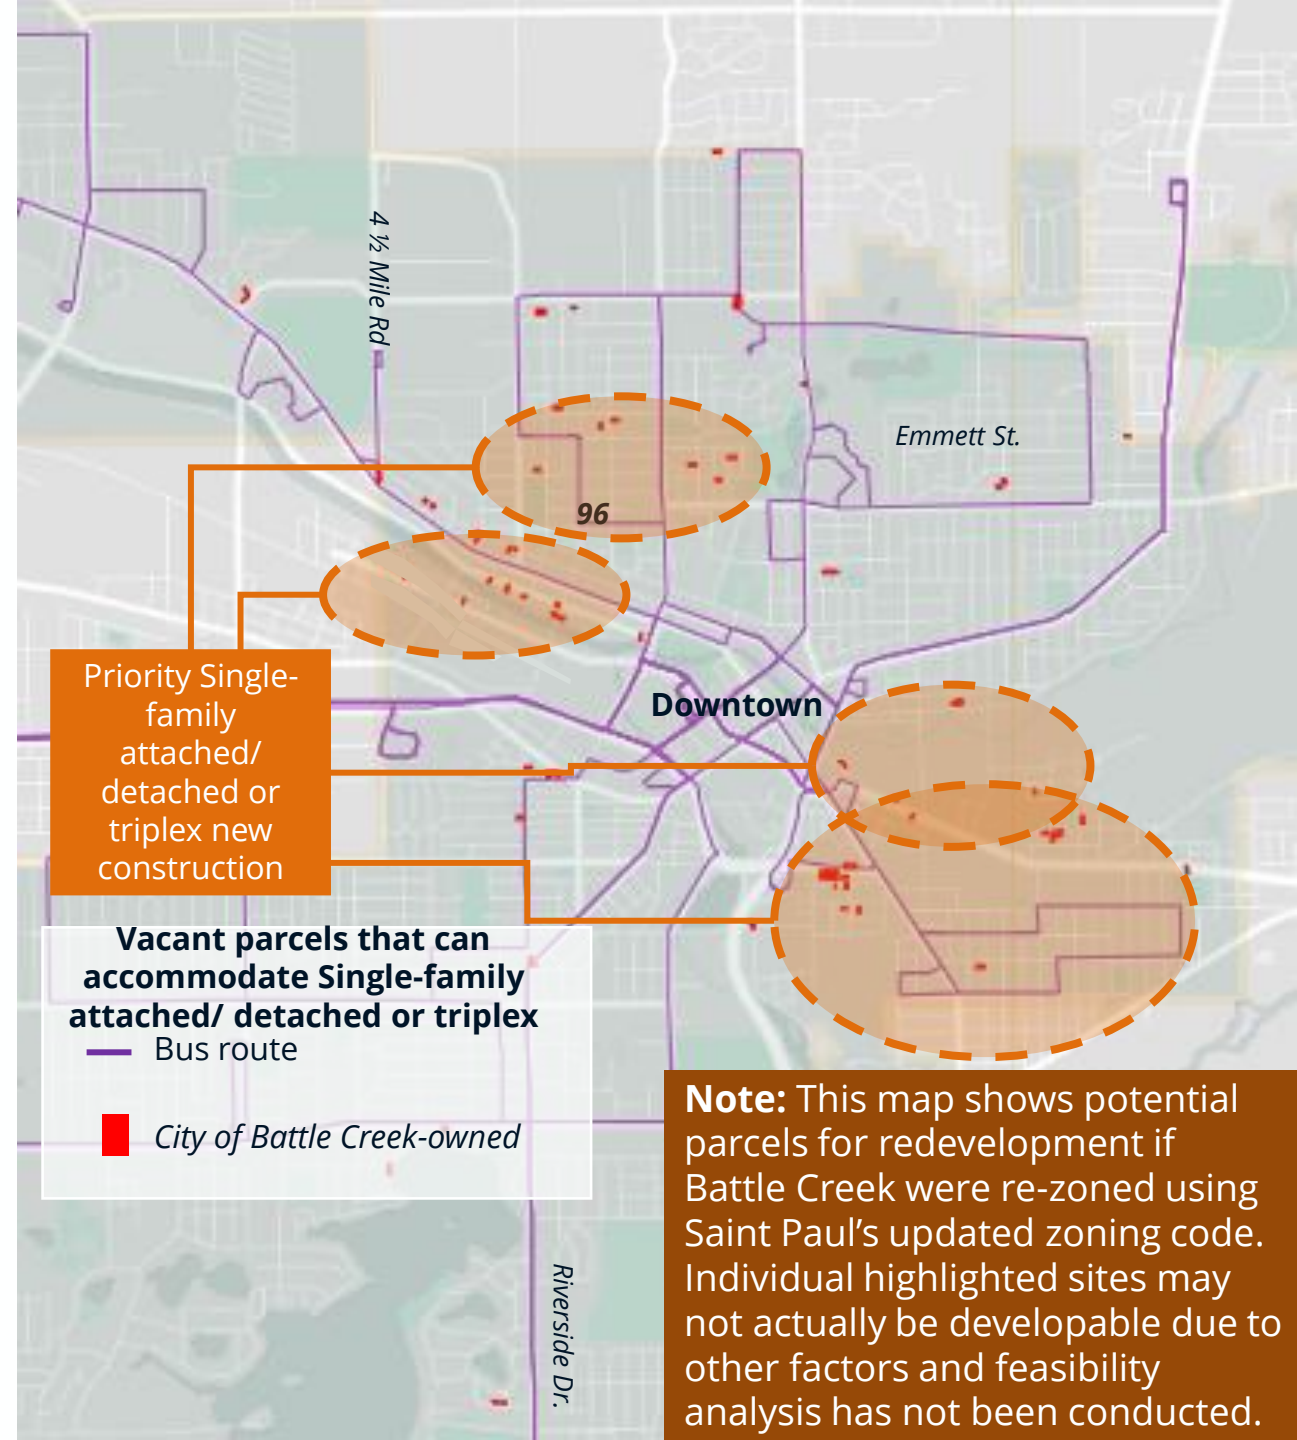 4 ½ Mile Rd
Emmett St.
96
Downtown
Priority Single-
family
attached/
detached or
triplex new
construction
Vacant parcels that can
accommodate Single-family
attached/ detached or triplex
Bus route
City of Battle Creek-owned
Riverside Dr.
Note: This map shows potential
parcels for redevelopment if
Battle Creek were re-zoned using
Saint Paul’s updated zoning code.
Individual highlighted sites may
not actually be developable due to
other factors and feasibility
analysis has not been conducted.